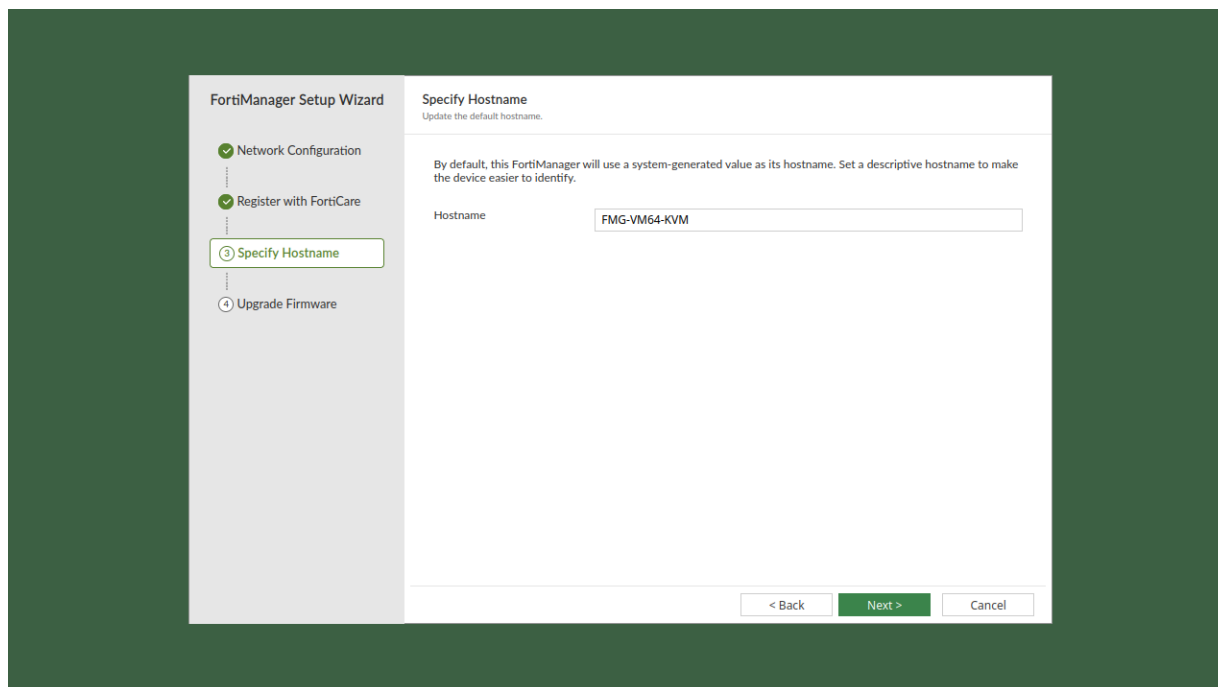 FortiManager Setup Wizard
Network Configuration
Register with FortiCare
3 Specify Hostname
4 Upgrade Firmware
Specify Hostname
Update the default hostname.
By default, this FortiManager will use a system-generated value as its hostname. Set a descriptive hostname to make
the device easier to identify.
Hostname
FMG-VM64-KVM
< Back
Next >
Cancel